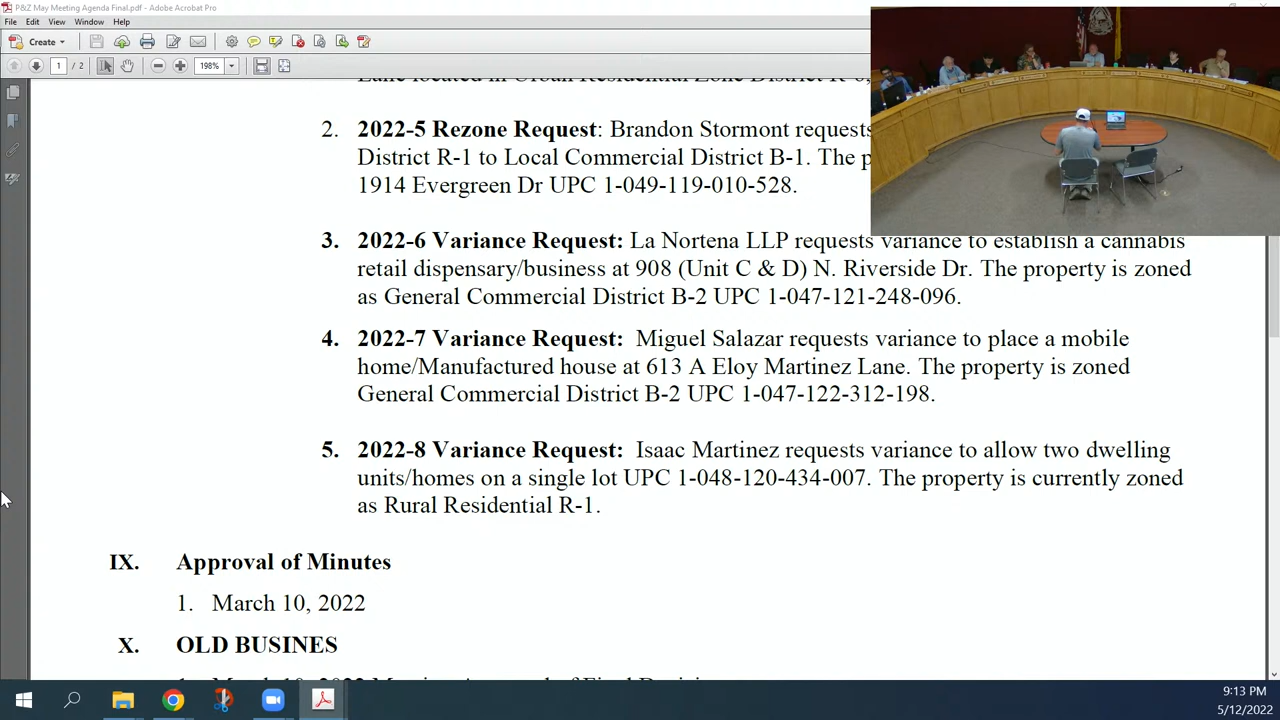 P&Z May Meeting Agenda Final.pdf - Adobe Acrobat Pro
File Edit View Window Help
Create
1 / 2 198%
2. 2022-5 Rezone Request: Brandon Stormont requests
District R-1 to Local Commercial District B-1. The p
1914 Evergreen Dr UPC 1-049-119-010-528.
3. 2022-6 Variance Request: La Nortena LLP requests variance to establish a cannabis
retail dispensary/business at 908 (Unit C & D) N. Riverside Dr. The property is zoned
as General Commercial District B-2 UPC 1-047-121-248-096.
4. 2022-7 Variance Request: Miguel Salazar requests variance to place a mobile
home/Manufactured house at 613 A Eloy Martinez Lane. The property is zoned
General Commercial District B-2 UPC 1-047-122-312-198.
5. 2022-8 Variance Request: Isaac Martinez requests variance to allow two dwelling
units/homes on a single lot UPC 1-048-120-434-007. The property is currently zoned
as Rural Residential R-1.
IX. Approval of Minutes
1. March 10, 2022
X. OLD BUSINES
9:13 PM
5/12/2022